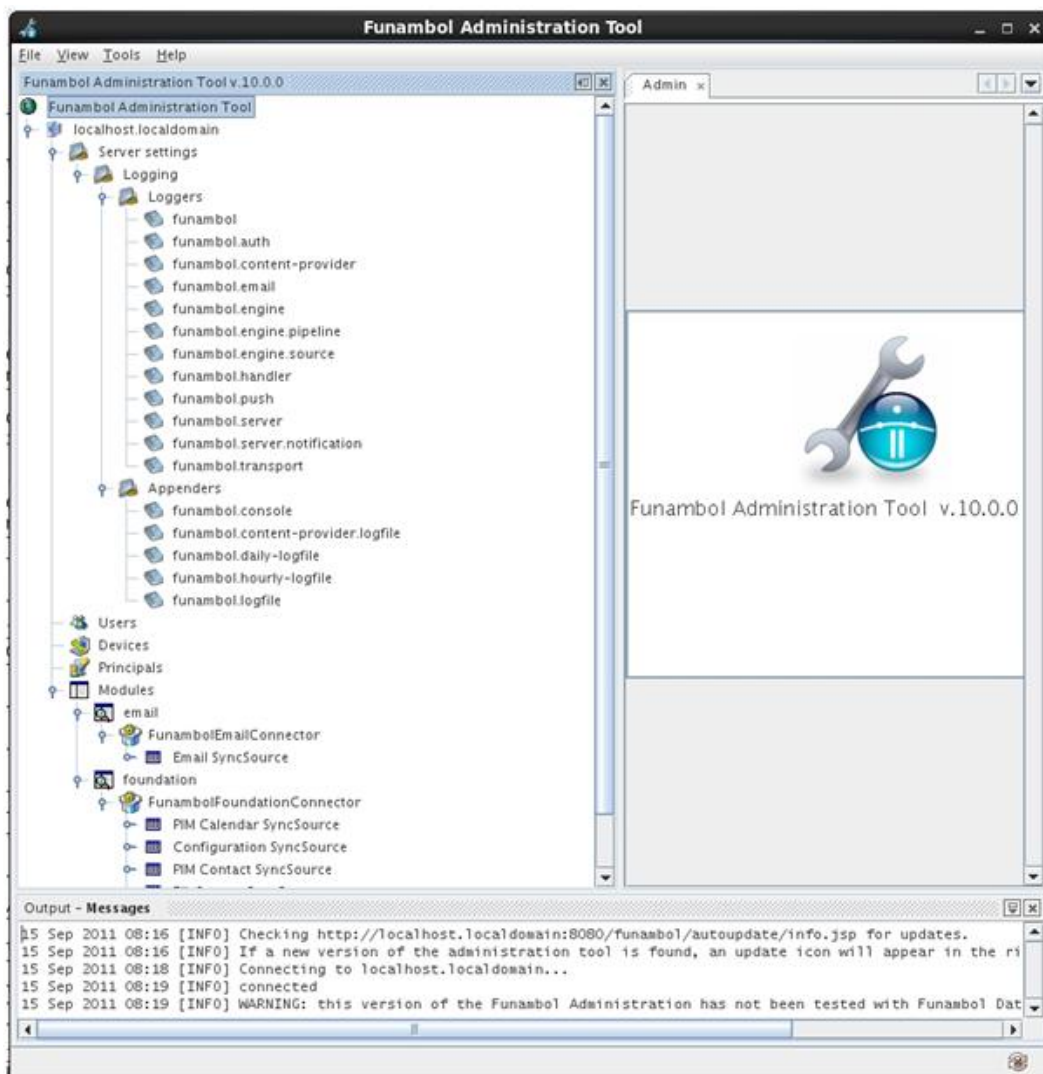 Funambol Administration Tool
File View Tools Help
Funambol Administration Tool v.10.0.0
Funambol Administration Tool
localhost.localdomain
Server settings
Logging
Loggers
funambol
funambol.auth
funambol.content-provider
funambol.email
funambol.engine
funambol.engine.pipeline
funambol.engine.source
funambol.handler
funambol.push
funambol.server
funambol.server.notification
funambol.transport
Appenders
funambol.console
funambol.content-provider.logfile
funambol.daily-logfile
funambol.hourly-logfile
funambol.logfile
Users
Devices
Principals
Modules
email
FunambolEmailConnector
Email SyncSource
foundation
FunambolFoundationConnector
PIM Calendar SyncSource
Configuration SyncSource
PIM Contact SyncSource
Admin
Funambol Administration Tool v.10.0.0
Output - Messages
15 Sep 2011 08:16 [INFO] Checking http://localhost.localdomain:8080/funambol/autoupdate/info.jsp for updates.
15 Sep 2011 08:16 [INFO] If a new version of the administration tool is found, an update icon will appear in the ri
15 Sep 2011 08:18 [INFO] Connecting to localhost.localdomain...
15 Sep 2011 08:19 [INFO] connected
15 Sep 2011 08:19 [INFO] WARNING: this version of the Funambol Administration has not been tested with Funambol Dat